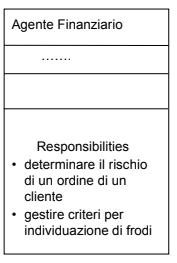 Agente Finanziario
…….
Responsibilities
• determinare il rischio
di un ordine di un
cliente
• gestire criteri per
individuazione di frodi